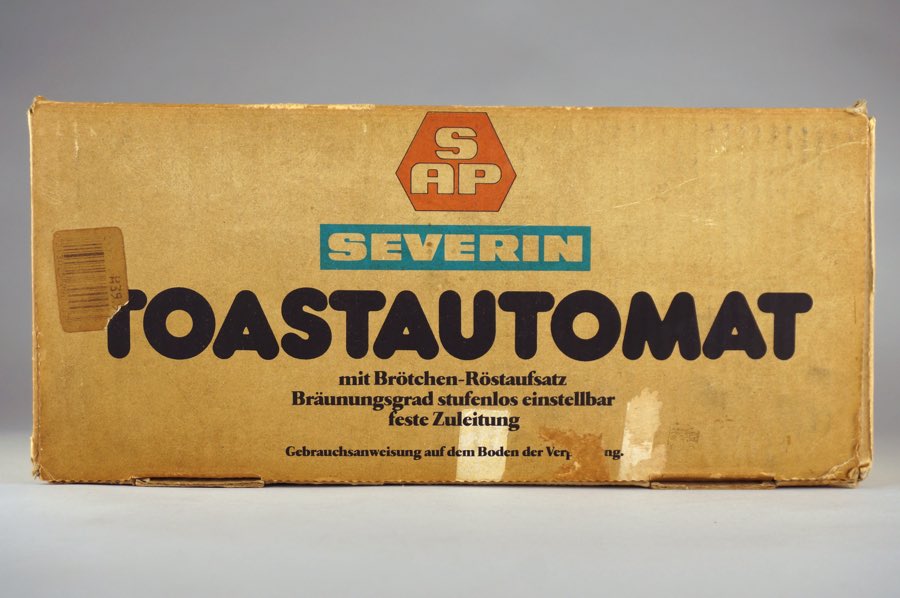 S
AP
SEVERIN
TOASTAUTOMAT
mit Brötchen-Röstaufsatz
Bräunungsgrad stufenlos einstellbar
feste Zuleitung
Gebrauchsanweisung auf dem Boden der